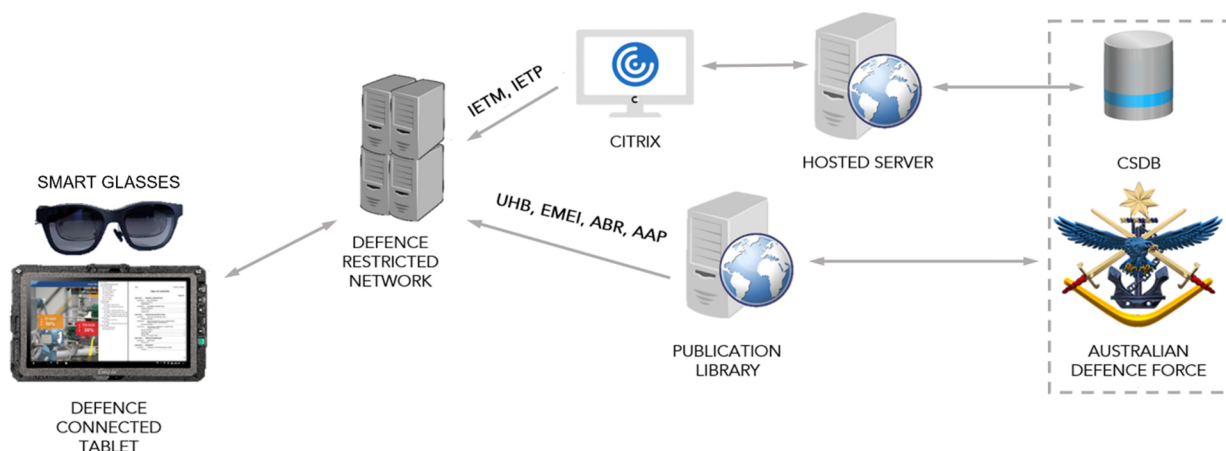 SMART GLASSES
DEFENCE
CONNECTED
TABLET
DEFENCE
RESTRICTED
NETWORK
IETM, IETP
UHB, EMEI, ABR, AAP
C
CITRIX
HOSTED SERVER
PUBLICATION
LIBRARY
CSDB
AUSTRALIAN
DEFENCE FORCE